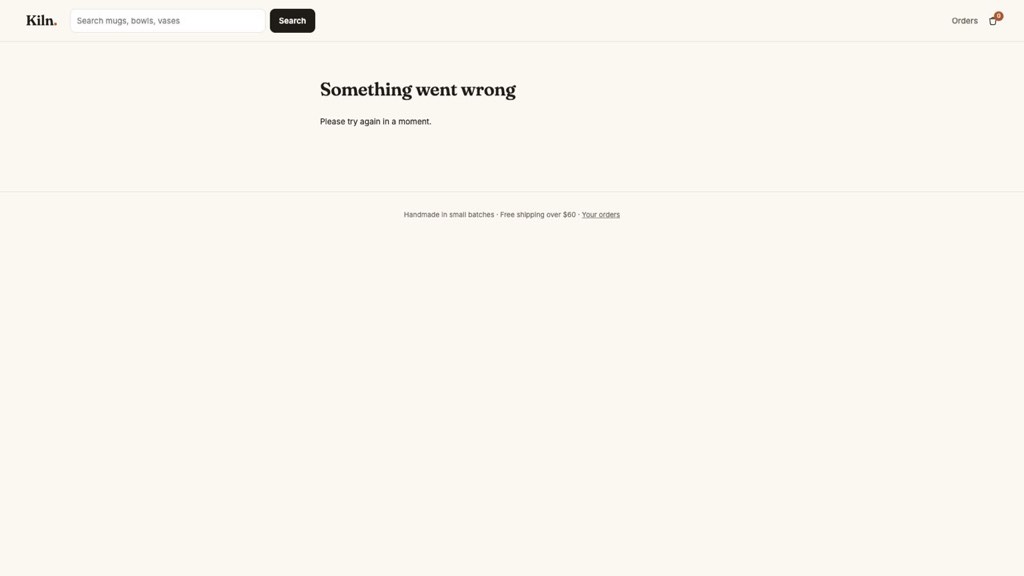 Kiln.
Search mugs, bowls, vases
Search
Orders
0
Something went wrong
Please try again in a moment.
Handmade in small batches · Free shipping over $60 · Your orders